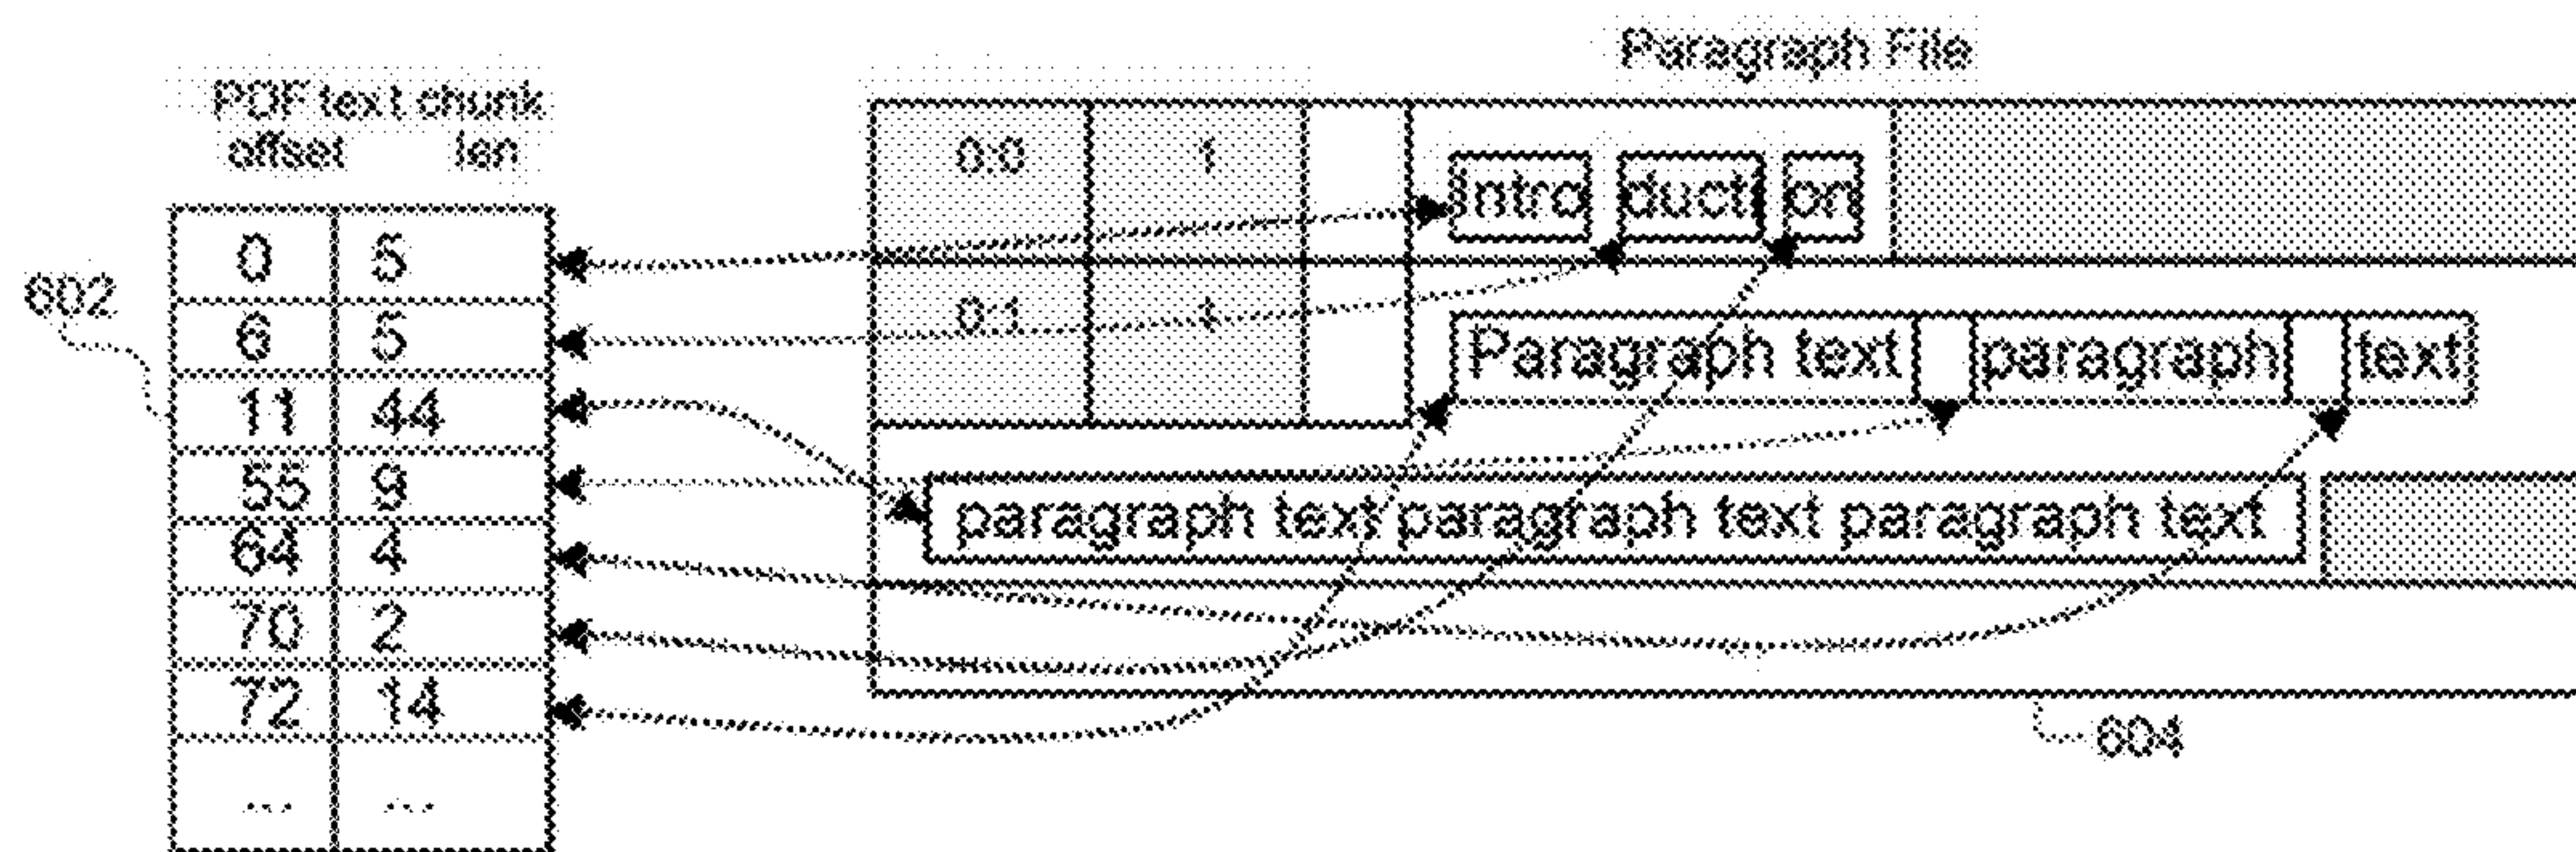 Paragraph File
PDF text chunk
offset len
0 5
6 5
11 44
55 9
64 4
70 2
72 14
... ...
602
0:0 1 Intro ducti on
0:1 1 Paragraph text paragraph text
paragraph text paragraph text paragraph text
604